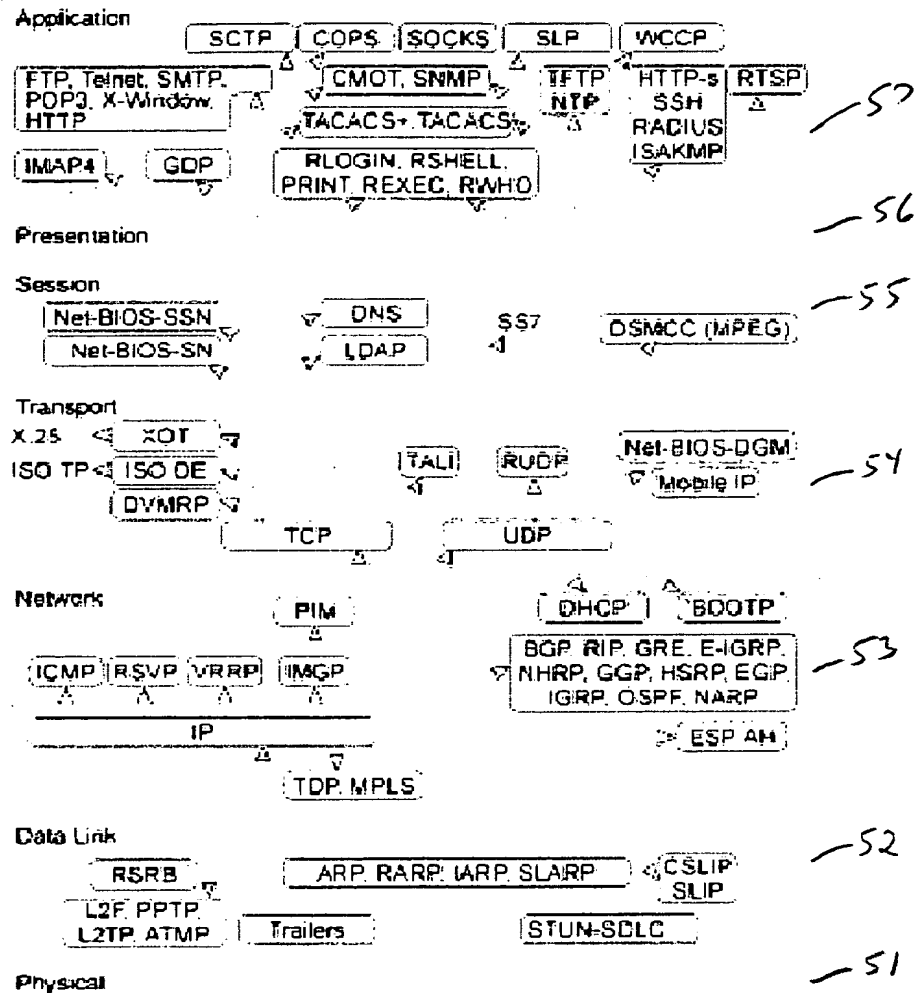 Application
SCTP COPS SOCKS SLP WCCP
FTP, Telnet, SMTP, POP3, X-Window, HTTP
CMOT, SNMP
TFTP
NTP
HTTP-s
SSH
RADIUS
ISAKMP
RTSP
57
TACACS+, TACACS
IMAP4 GDP
RLOGIN, RSHELL,
PRINT, REXEC, RWHO
56
Presentation
Session
55
Net-BIOS-SSN DNS SS7 DSMCC (MPEG)
Net-BIOS-SN LDAP
Transport
X.25 XOT
ISO TP ISO DE TALI RUDP
Net-BIOS-DGM
Mobile IP
54
DVMRP
TCP UDP
Network
PIM DHCP BOOTP
ICMP RSVP VRRP IMGP
BGP, RIP, GRE, E-IGRP,
NHRP, GGP, HSRP, EGP,
IGRP, OSPF, NARP
53
IP ESP AH
TDP, MPLS
Data Link
52
RSRB ARP, RARP, IARP, SLARP CSLIP
SLIP
L2F, PPTP,
L2TP, ATMP Trailers STUN-SDLC
51
Physical